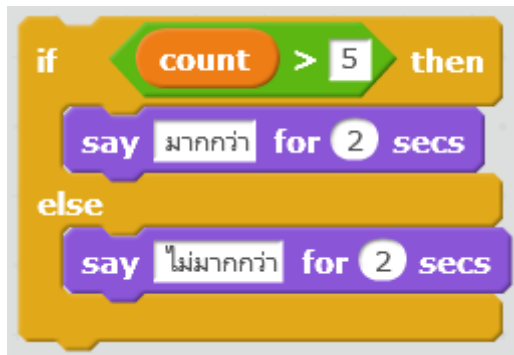 if count > 5 then
say มากกว่า for 2 secs
else
say ไม่มากกว่า for 2 secs